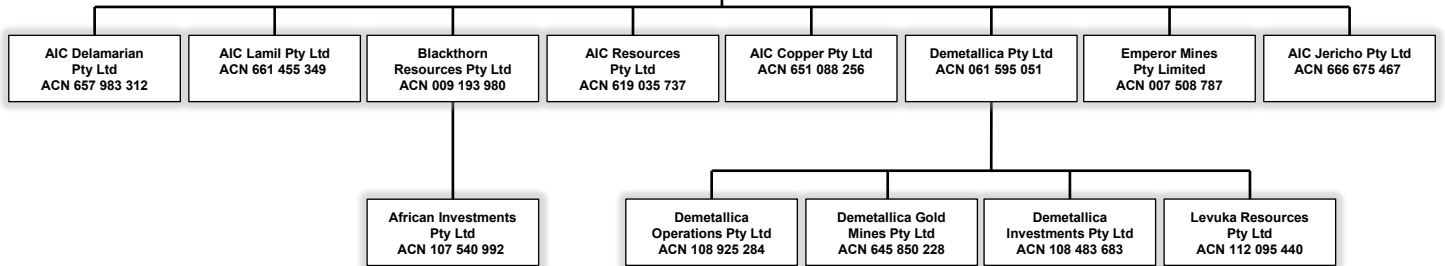 AIC Delamarian
Pty Ltd
ACN 657 983 312
AIC Lamil Pty Ltd
ACN 661 455 349
Blackthorn
Resources Pty Ltd
ACN 009 193 980
AIC Resources
Pty Ltd
ACN 619 035 737
AIC Copper Pty Ltd
ACN 651 088 256
Demetallica Pty Ltd
ACN 061 595 051
Emperor Mines
Pty Limited
ACN 007 508 787
AIC Jericho Pty Ltd
ACN 666 675 467
African Investments
Pty Ltd
ACN 107 540 992
Demetallica
Operations Pty Ltd
ACN 108 925 284
Demetallica Gold
Mines Pty Ltd
ACN 645 850 228
Demetallica
Investments Pty Ltd
ACN 108 483 683
Levuka Resources
Pty Ltd
ACN 112 095 440